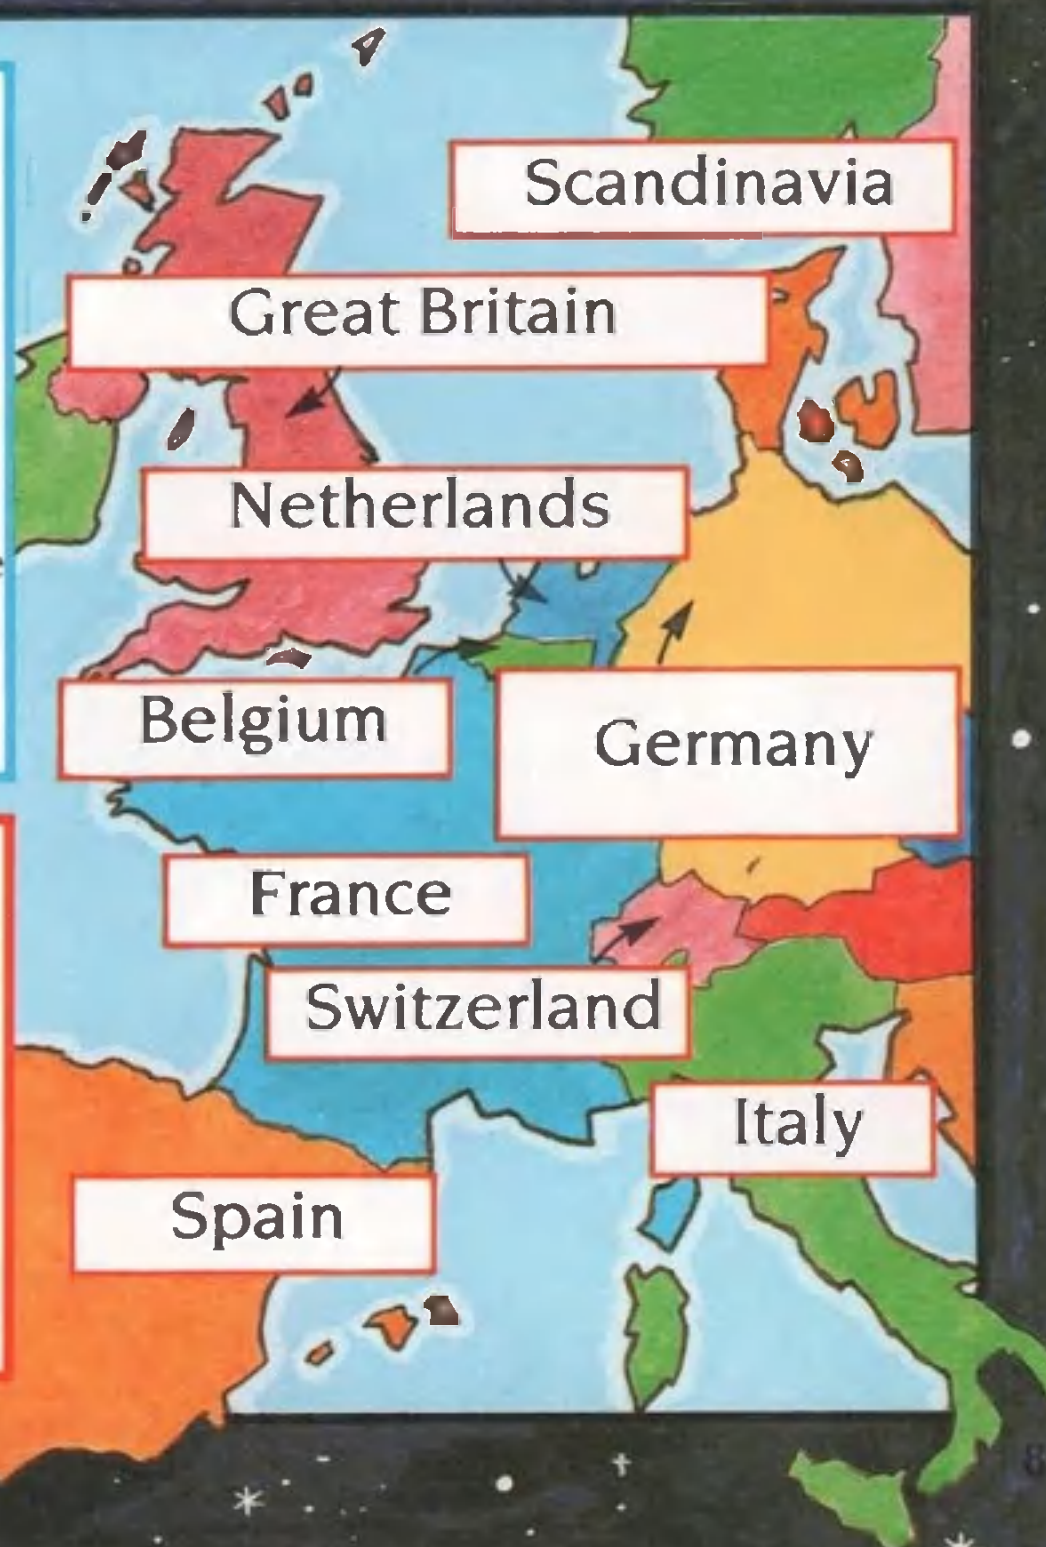 Scandinavia
Great Britain
Netherlands
Belgium
Germany
France
Switzerland
Italy
Spain